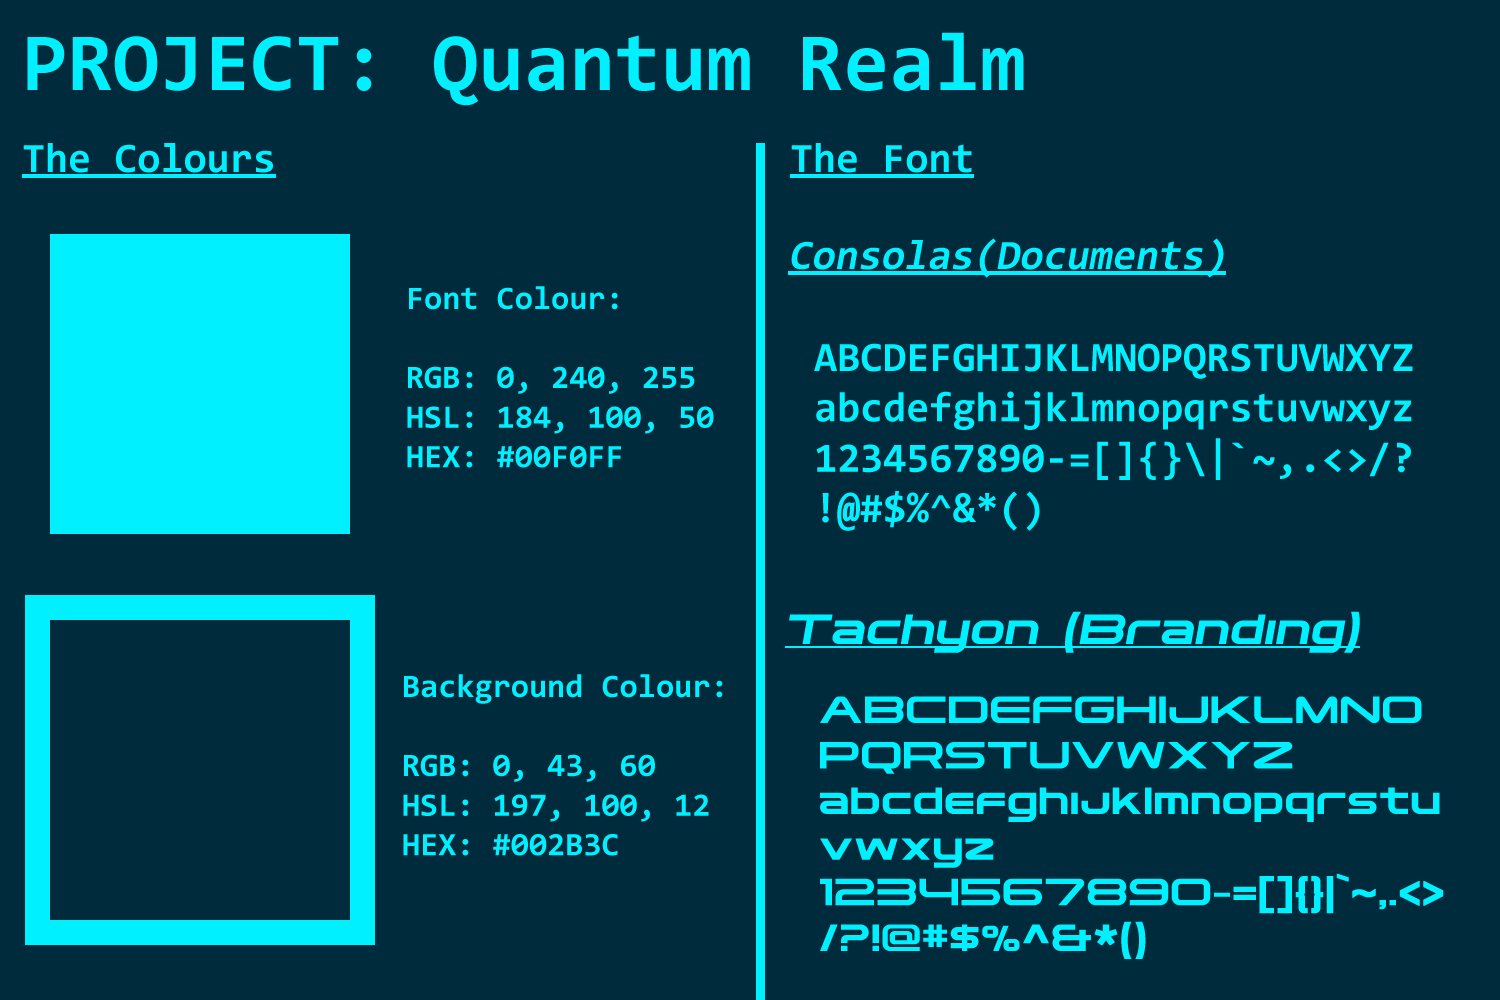 PROJECT: Quantum Realm
The Colours
Font Colour:
RGB: 0, 240, 255
HSL: 184, 100, 50
HEX: #00F0FF
Background Colour:
RGB: 0, 43, 60
HSL: 197, 100, 12
HEX: #002B3C
The Font
Consolas(Documents)
ABCDEFGHIJKLMNOPQRSTUVWXYZ
abcdefghijklmnopqrstuvwxyz
1234567890-=[]{}\|`~,.<>/?
!@#$%^&*()
Tachyon (Branding)
ABCDEFGHIJKLMNO
PQRSTUVWXYZ
abcdefghijklmnopqrstu
vwxyz
1234567890-=[]{}|`~,.<>
/?!@#$%^&*()